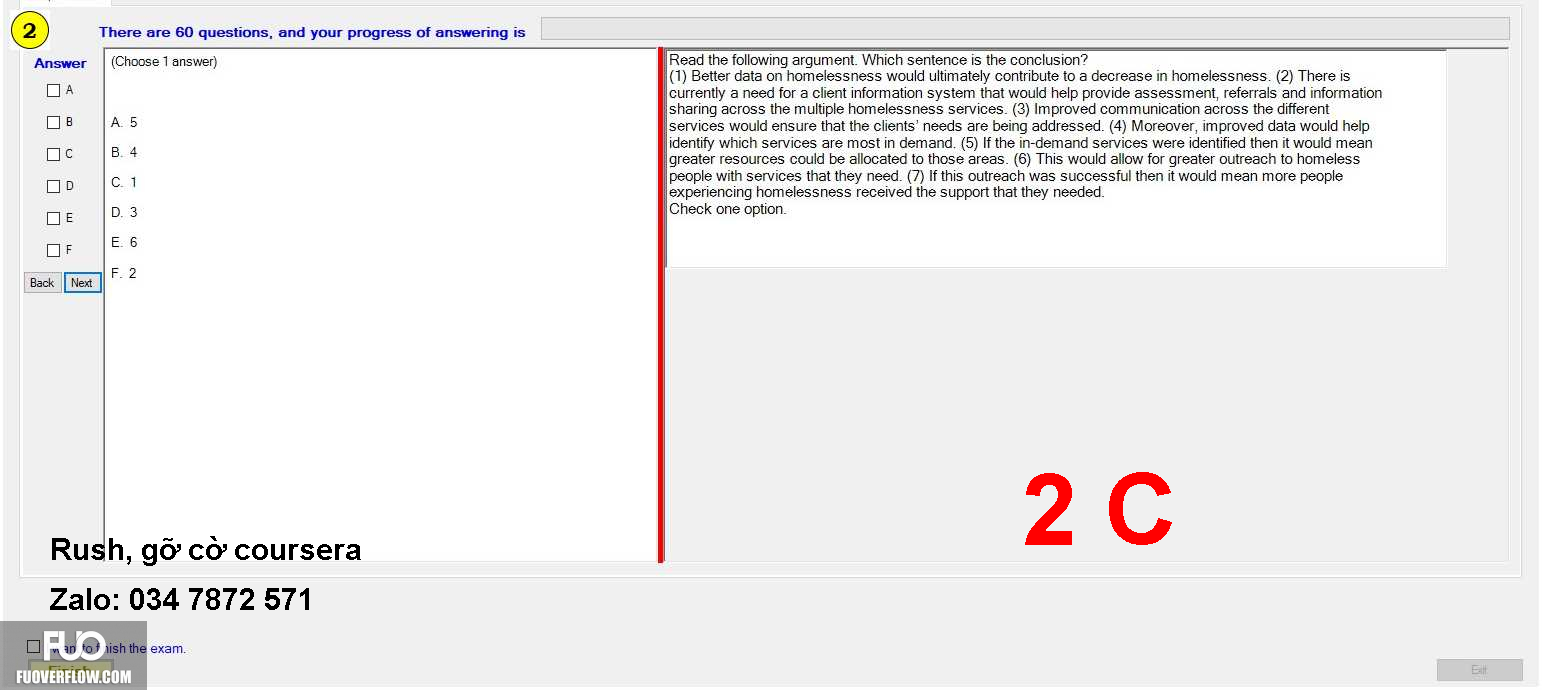 2
There are 60 questions, and your progress of answering is
Answer
(Choose 1 answer)
A
B
C
D
E
F
Back Next
A. 5
B. 4
C. 1
D. 3
E. 6
F. 2
Read the following argument. Which sentence is the conclusion?
(1) Better data on homelessness would ultimately contribute to a decrease in homelessness. (2) There is
currently a need for a client information system that would help provide assessment, referrals and information
sharing across the multiple homelessness services. (3) Improved communication across the different
services would ensure that the clients' needs are being addressed. (4) Moreover, improved data would help
identify which services are most in demand. (5) If the in-demand services were identified then it would mean
greater resources could be allocated to those areas. (6) This would allow for greater outreach to homeless
people with services that they need. (7) If this outreach was successful then it would mean more people
experiencing homelessness received the support that they needed.
Check one option.
2 C
Rush, gỡ cờ coursera
Zalo: 034 7872 571
FUO
FUOVERFLOW.COM
to finish the exam.
Exit